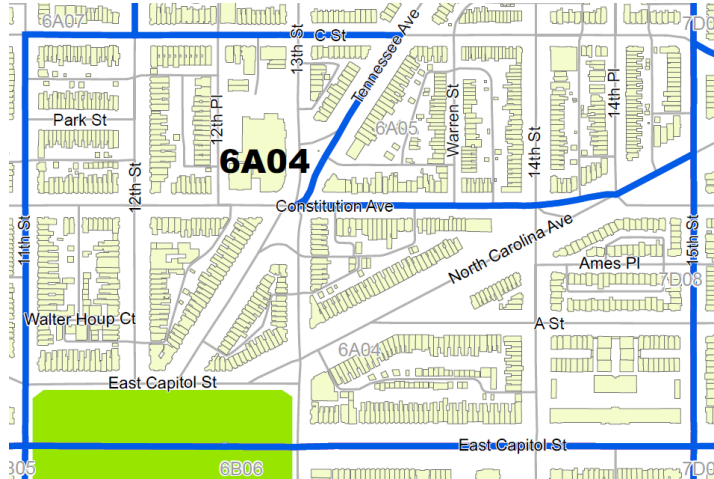 6A07
13th St
C St
7D0
Tennessee Ave
Park St
12th Pl
6A05
Warren St
14th Pl
6A04
14th St
12th St
Constitution Ave
11th St
North Carolina Ave
15th St
Ames Pl
7D08
Walter Houp Ct
A St
6A04
East Capitol St
East Capitol St
B05
6B06
7D0